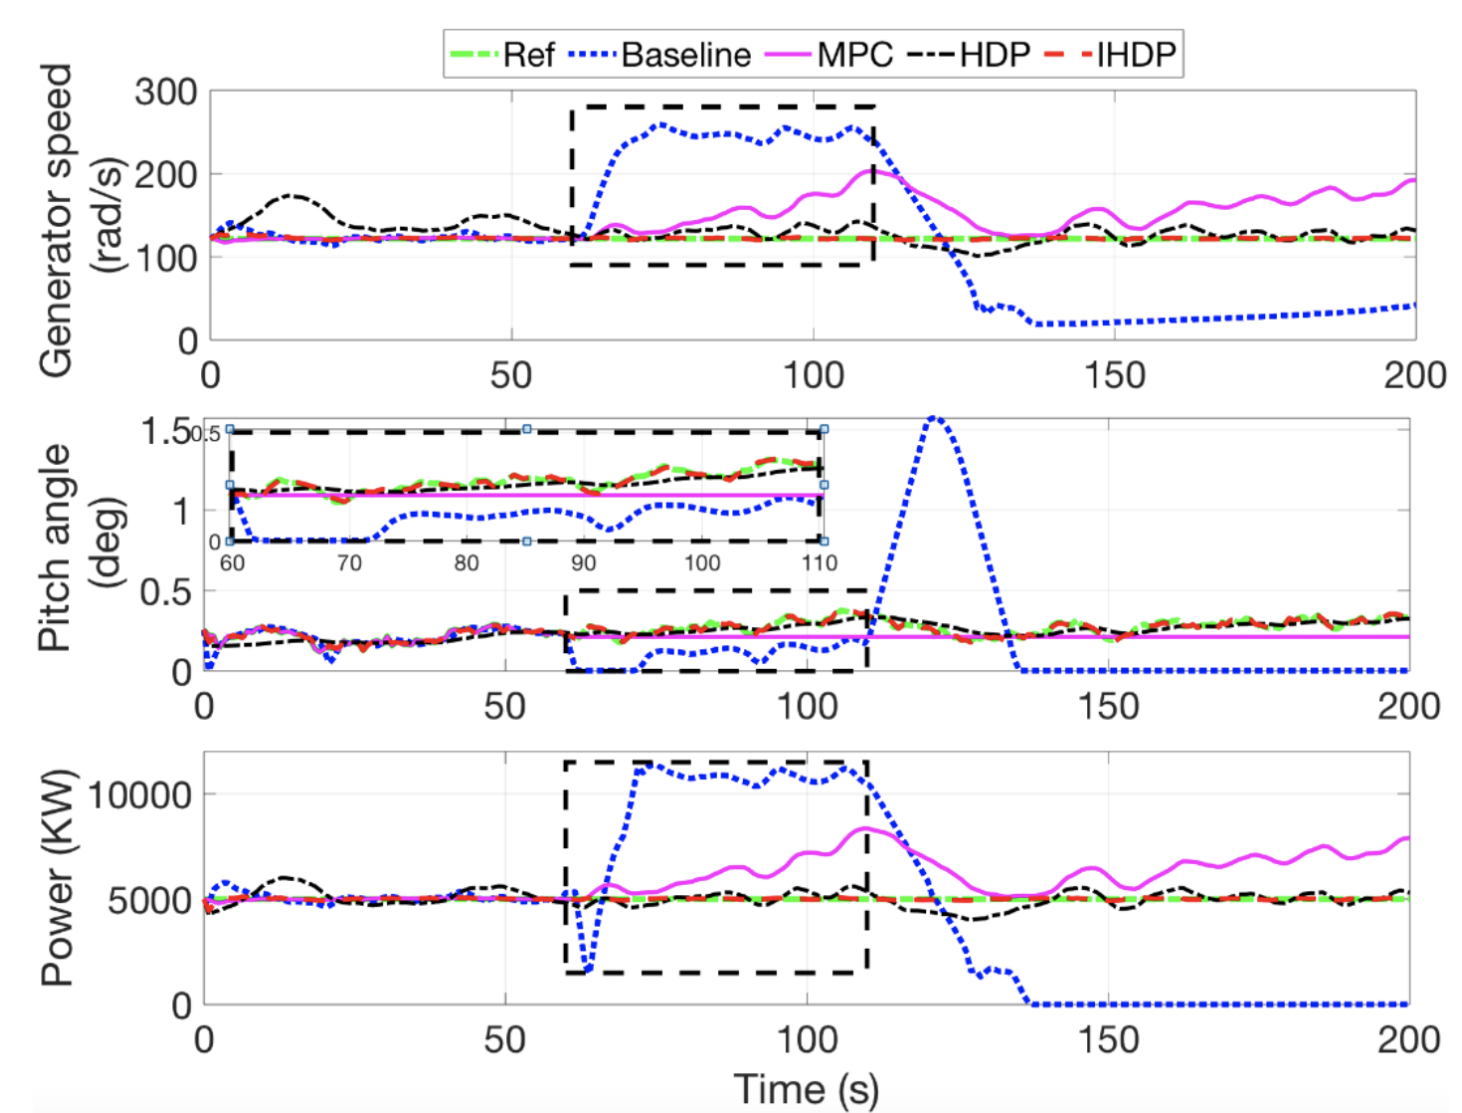 Ref Baseline MPC HDP IHDP
Generator speed
(rad/s)
300
200
100
0
0 50 100 150 200
Pitch angle
(deg)
1.5
1
0.5
0
0.5
0
60 70 80 90 100 110
0 50 100 150 200
Power (KW)
10000
5000
0
0 50 100 150 200
Time (s)